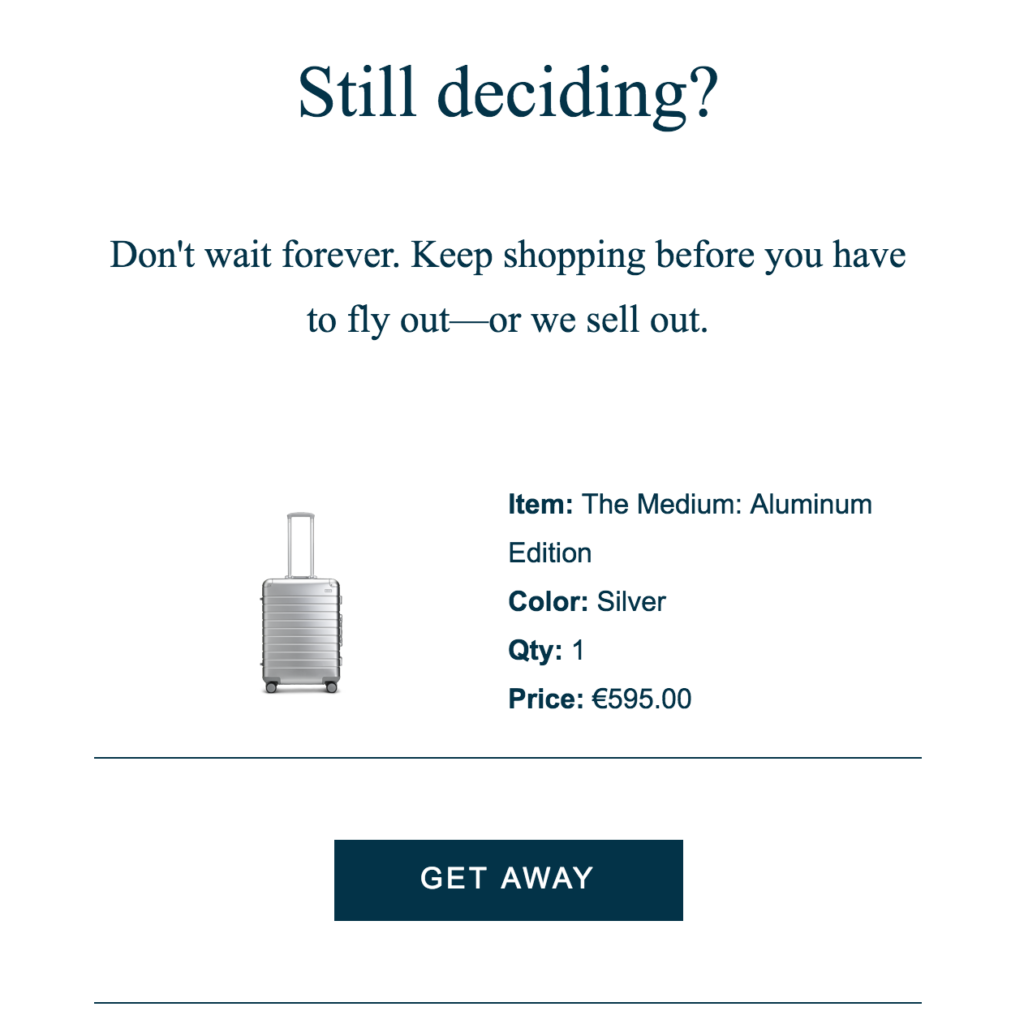 Still deciding?
Don't wait forever. Keep shopping before you have
to fly out—or we sell out.
Item: The Medium: Aluminum
Edition
Color: Silver
Qty: 1
Price: €595.00
GET AWAY